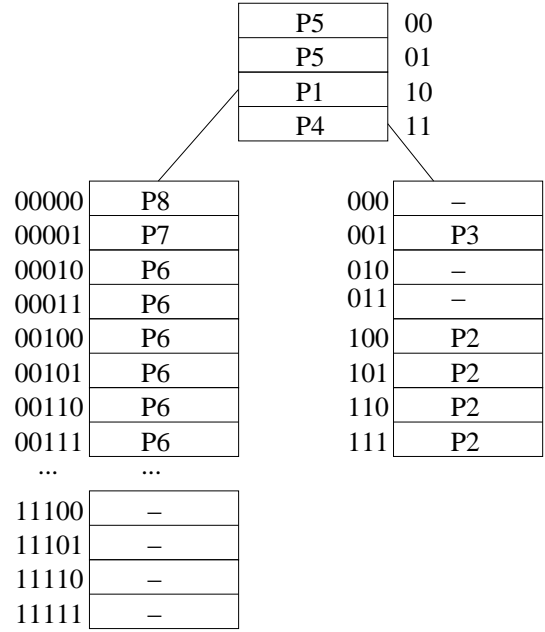 P5 00
P5 01
P1 10
P4 11
00000 P8
00001 P7
00010 P6
00011 P6
00100 P6
00101 P6
00110 P6
00111 P6
... ...
11100 –
11101 –
11110 –
11111 –
000 –
001 P3
010 –
011 –
100 P2
101 P2
110 P2
111 P2